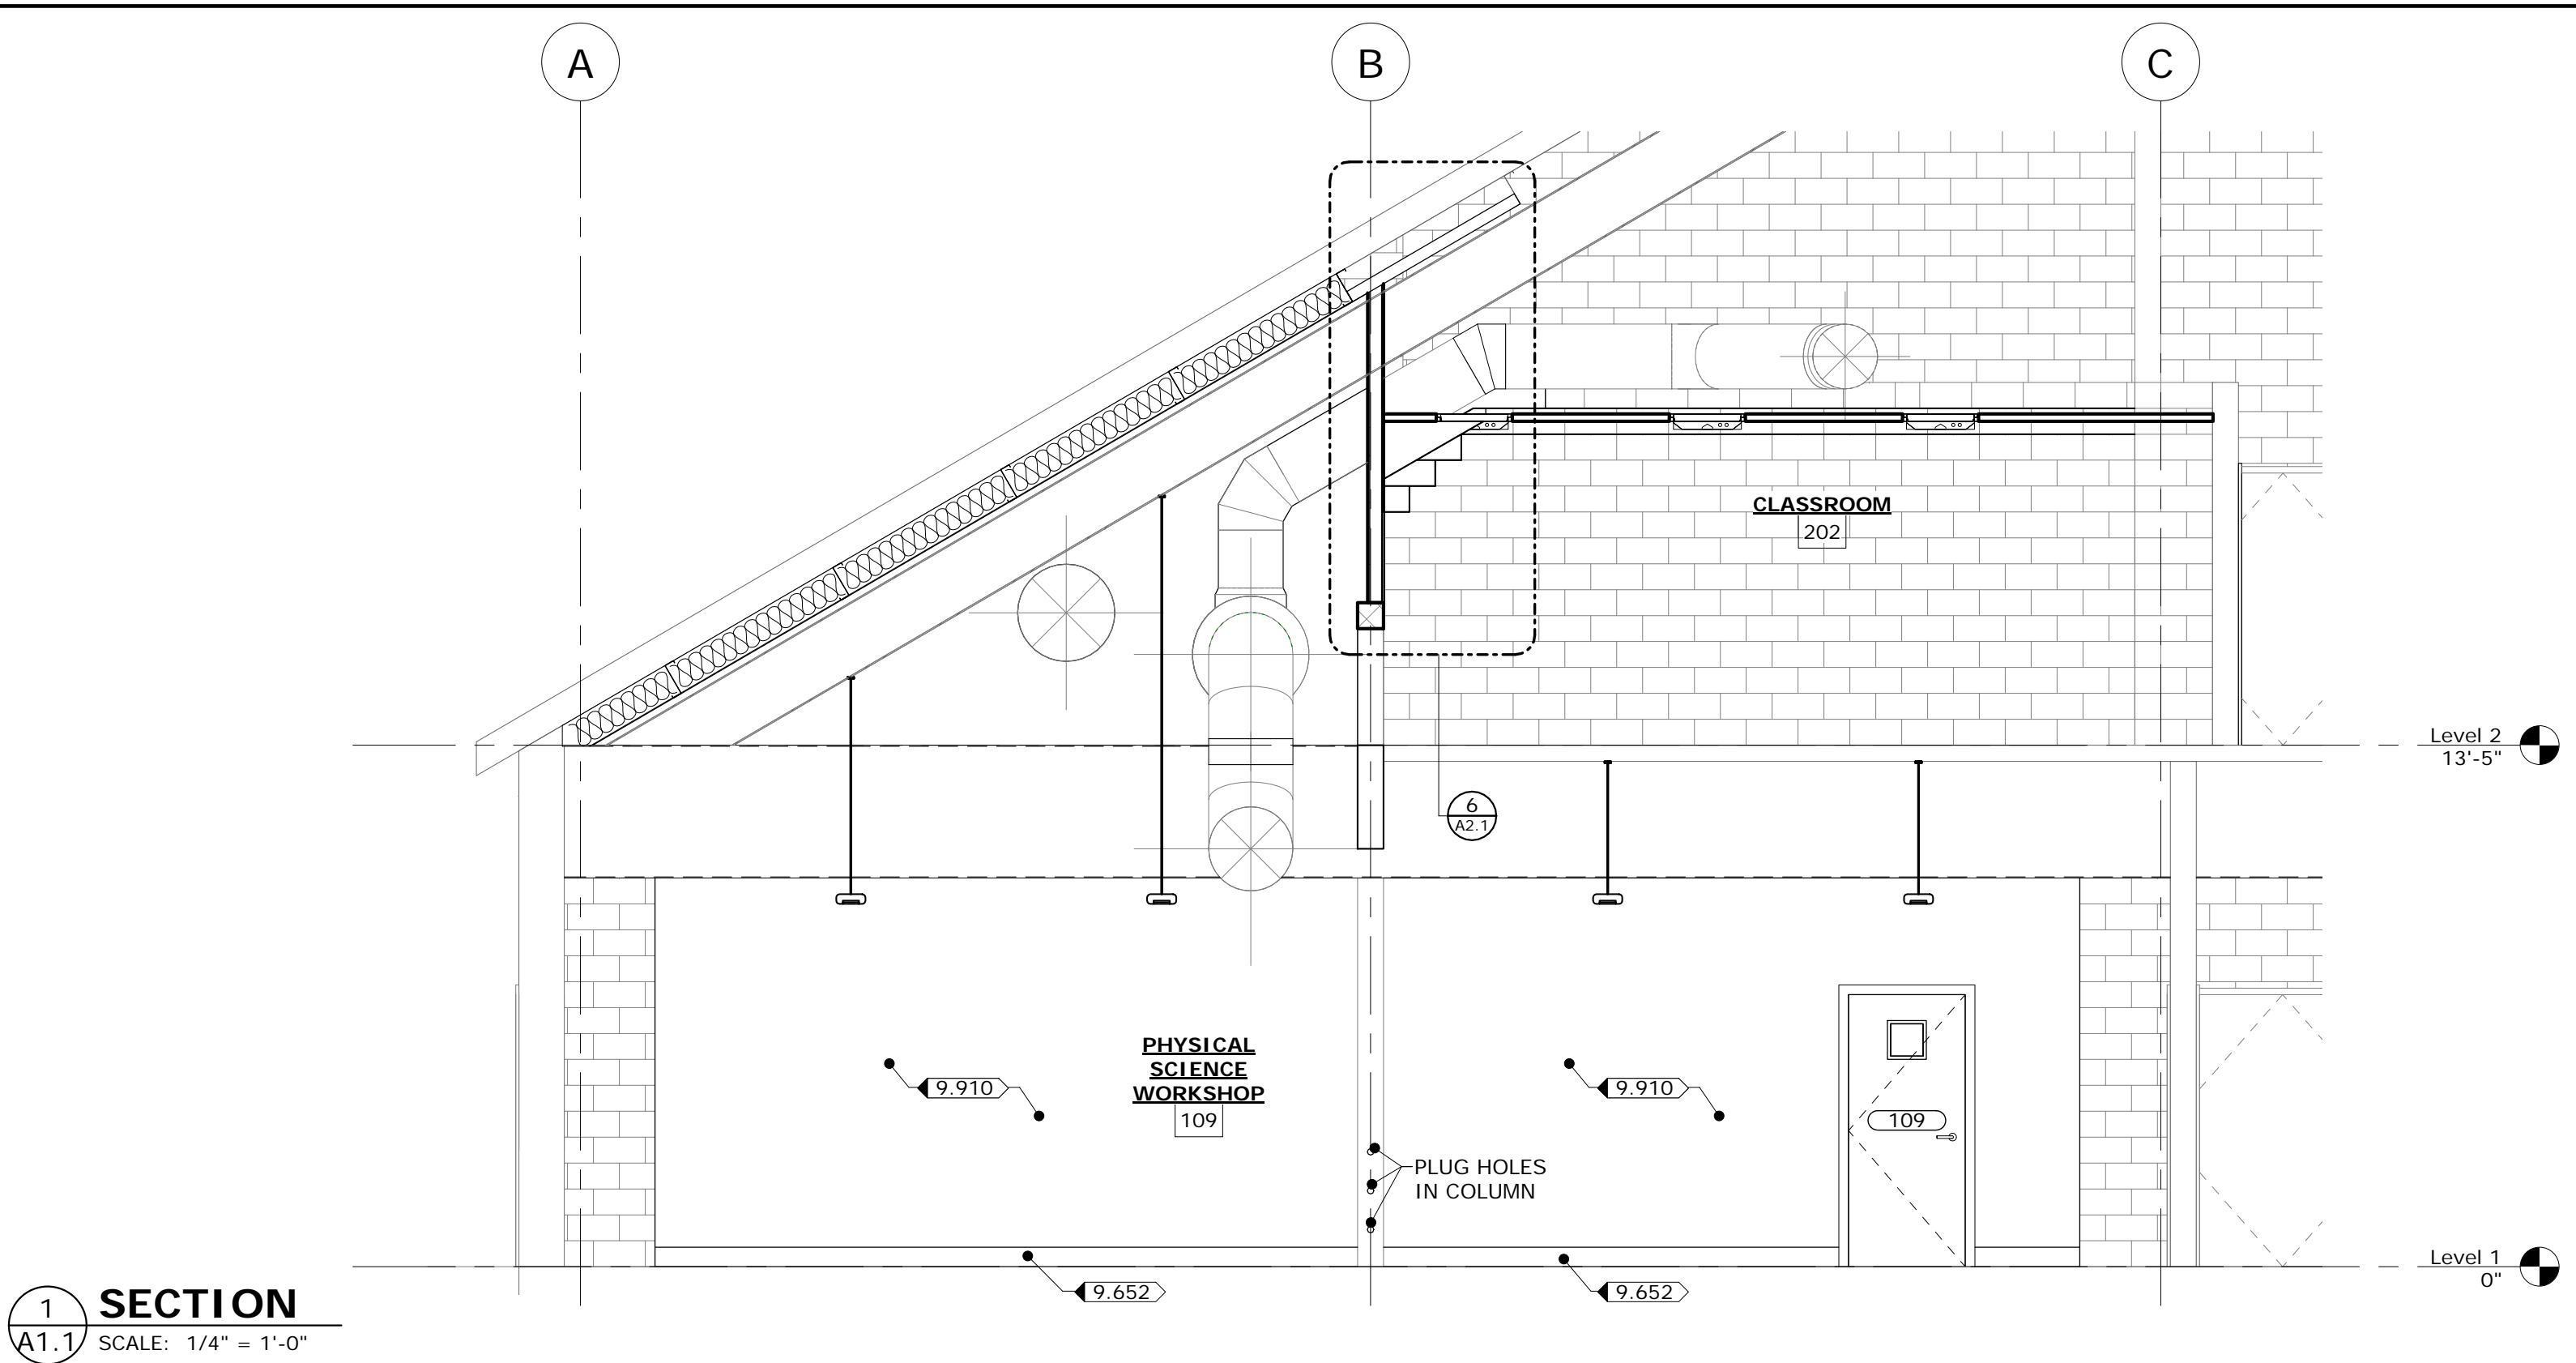 A
B
C
CLASSROOM
202
Level 2
13'-5"
6
A2.1
PHYSICAL
SCIENCE
WORKSHOP
109
9.910
9.910
109
PLUG HOLES
IN COLUMN
Level 1
0"
9.652
9.652
1
A1.1
SECTION
SCALE: 1/4" = 1'-0"